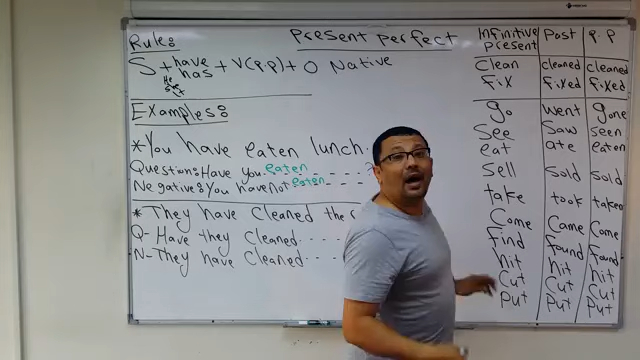 Rule: Present perfect
S + have + V(P.P) + O Native
has
He
She
It
Examples:
*You have eaten lunch.
Question: Have you eaten - - - - ?
Negative: You have not eaten - - - -
* They have Cleaned the
Q- Have they Cleaned - - - -
N- They have Cleaned - - - -
Infinitive present Past P.P
Clean cleaned cleaned
Fix Fixed Fixed
go went gone
See Saw seen
eat ate eaten
Sell Sold Sold
take took taken
Come Came Come
find found found
hit hit hit
Cut Cut Cut
Put Put Put